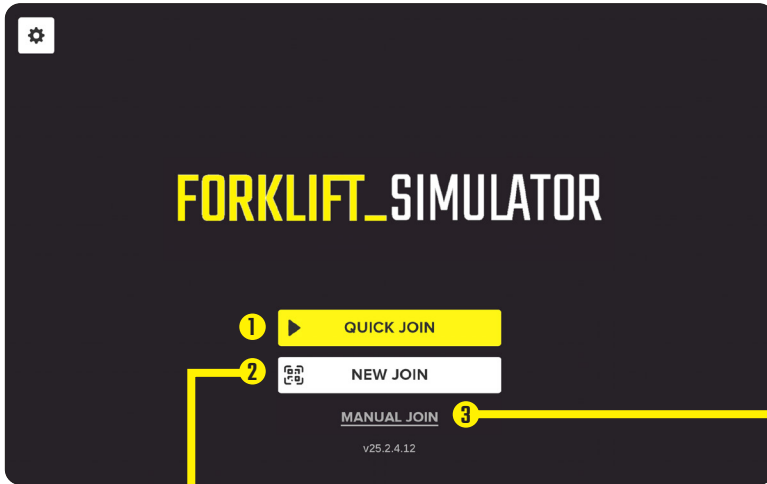 FORKLIFT_SIMULATOR
1 QUICK JOIN
2 NEW JOIN
MANUAL JOIN 3
v25.2.4.12